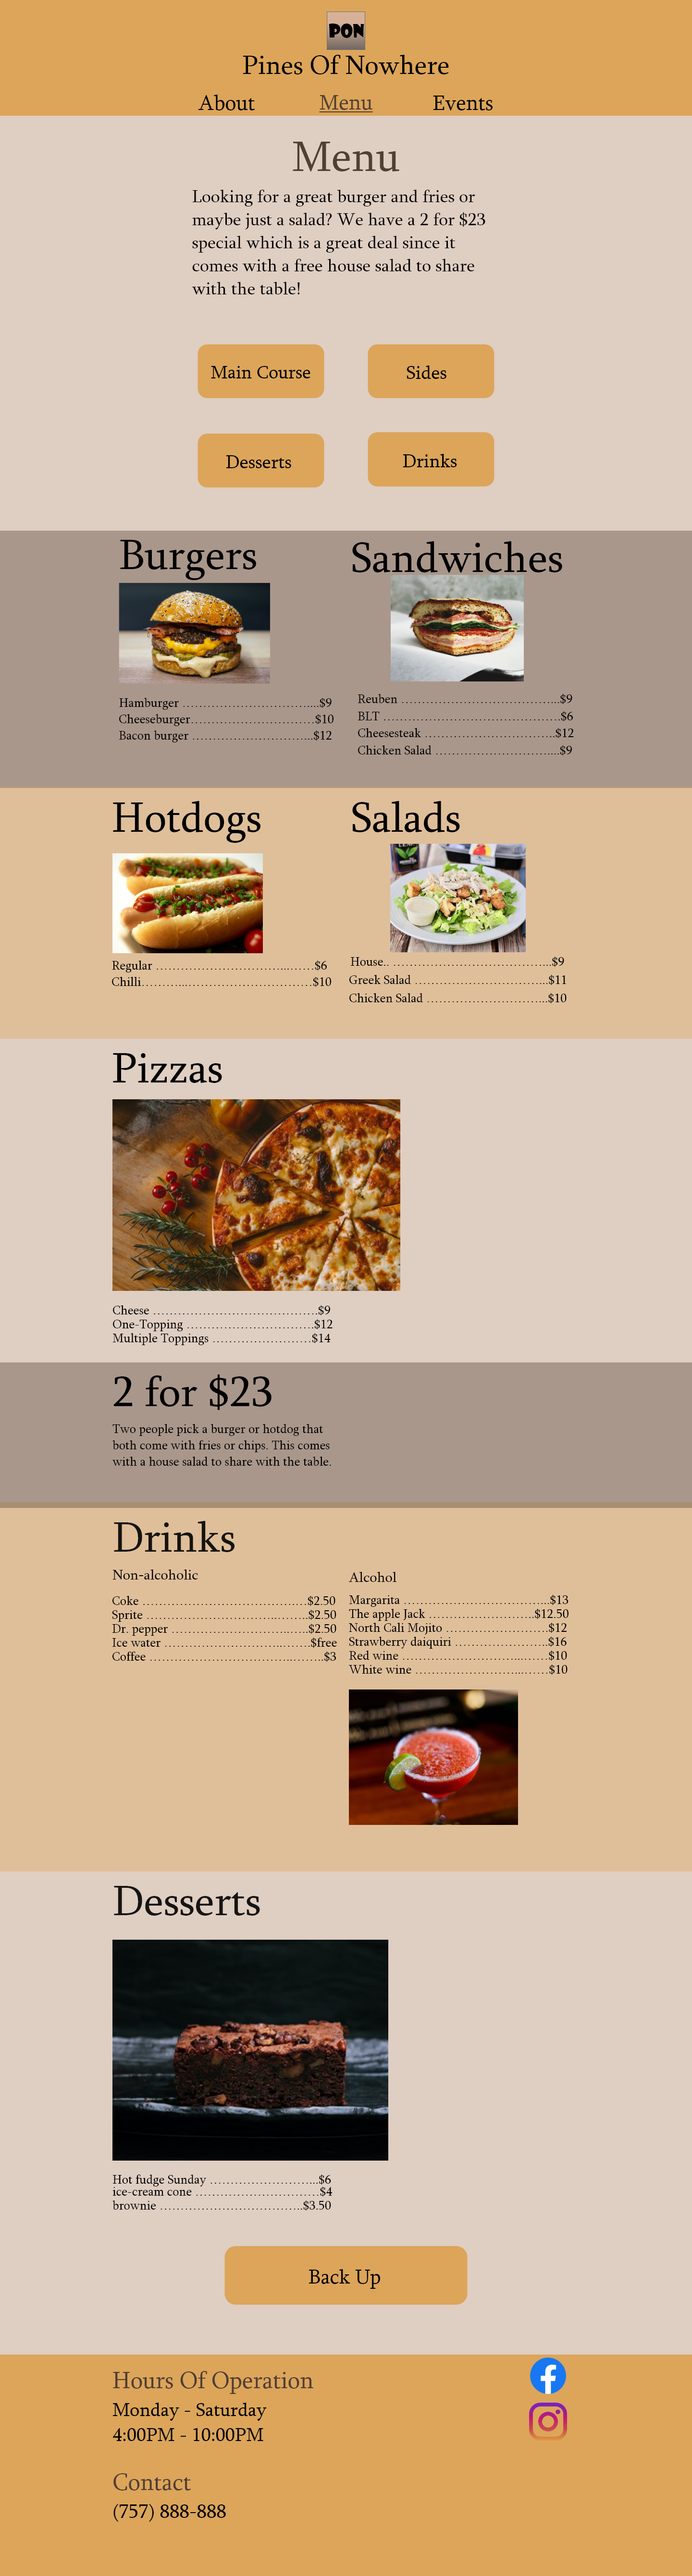 PON
Pines Of Nowhere
About Menu Events
Menu
Looking for a great burger and fries or
maybe just a salad? We have a 2 for $23
special which is a great deal since it
comes with a free house salad to share
with the table!
Main Course Sides
Desserts Drinks
Burgers
Hamburger ..............................$9
Cheeseburger..............................$10
Bacon burger ..............................$12
Sandwiches
Reuben ..............................$9
BLT ..............................$6
Cheesesteak ..............................$12
Chicken Salad ..............................$9
Hotdogs
Regular ..............................$6
Chilli..............................$10
Salads
House.. ..............................$9
Greek Salad ..............................$11
Chicken Salad ..............................$10
Pizzas
Cheese ..............................$9
One-Topping ..............................$12
Multiple Toppings ..............................$14
2 for $23
Two people pick a burger or hotdog that
both come with fries or chips. This comes
with a house salad to share with the table.
Drinks
Non-alcoholic
Coke ..............................$2.50
Sprite ..............................$2.50
Dr. pepper ..............................$2.50
Ice water ..............................$free
Coffee ..............................$3
Alcohol
Margarita ..............................$13
The apple Jack ..............................$12.50
North Cali Mojito ..............................$12
Strawberry daiquiri ..............................$16
Red wine ..............................$10
White wine ..............................$10
Desserts
Hot fudge Sunday ..............................$6
ice-cream cone ..............................$4
brownie ..............................$3.50
Back Up
Hours Of Operation
Monday - Saturday
4:00PM - 10:00PM
Contact
(757) 888-888